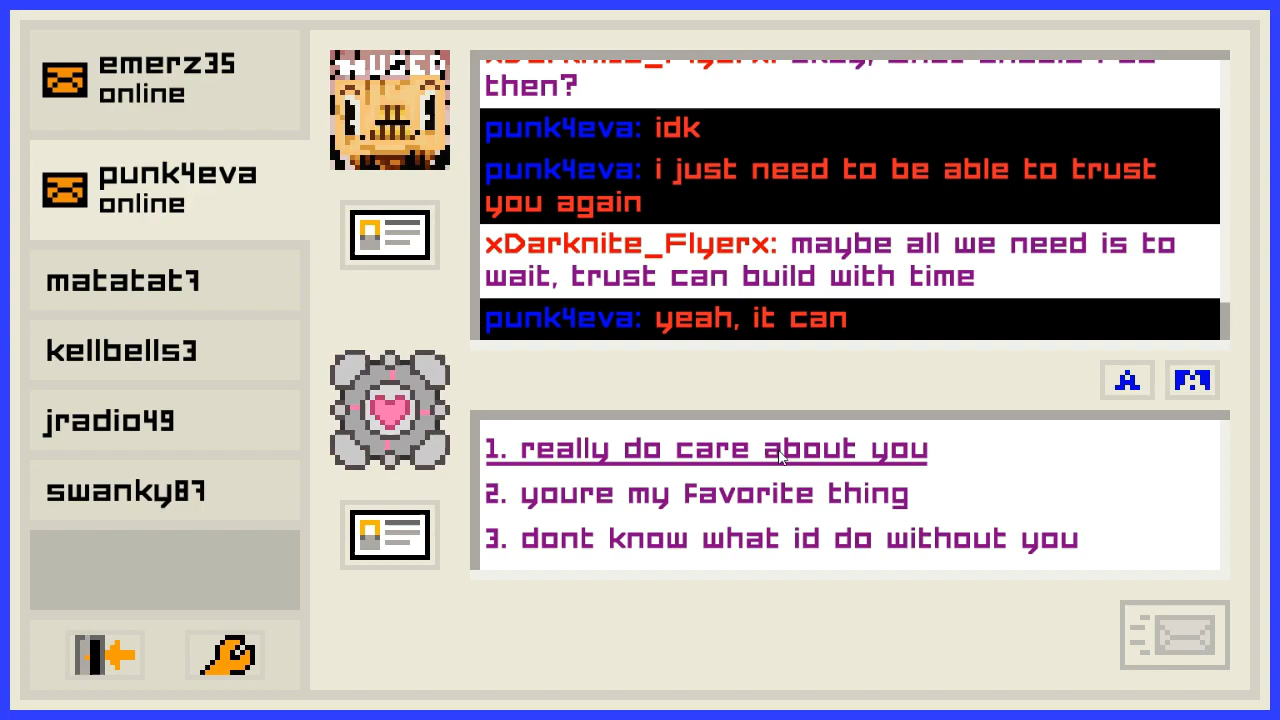 emerz35
online
punk4eva
online
matatat7
kellbells3
jradio49
swanky87
then?
punk4eva: idk
punk4eva: i just need to be able to trust
you again
xDarknite_Flyerx: maybe all we need is to
wait, trust can build with time
punk4eva: yeah, it can
A
1. really do care about you
2. youre my favorite thing
3. dont know what id do without you